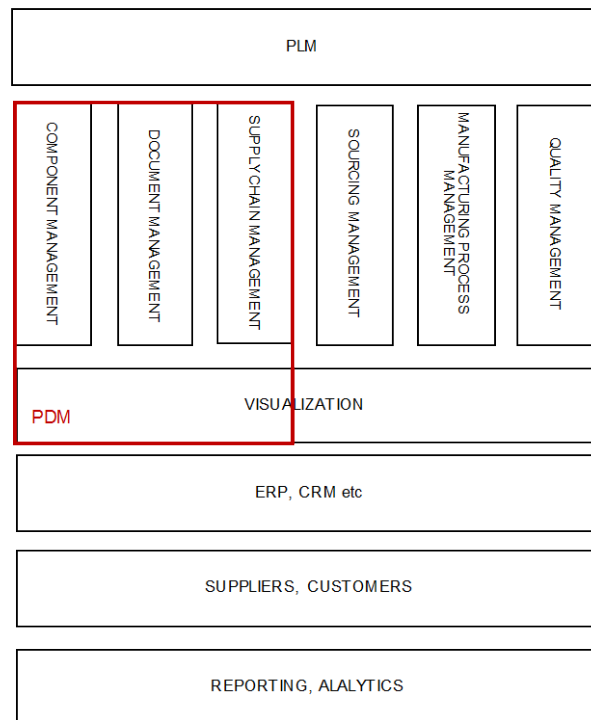 PLM
COMPONENT MANAGEMENT
DOCUMENT MANAGEMENT
SUPPLY CHAIN MANAGEMENT
SOURCING MANAGEMENT
MANUFACTURING PROCESS
MANAGEMENT
QUALITY MANAGEMENT
VISUALIZATION
PDM
ERP, CRM etc
SUPPLIERS, CUSTOMERS
REPORTING, ALALYTICS